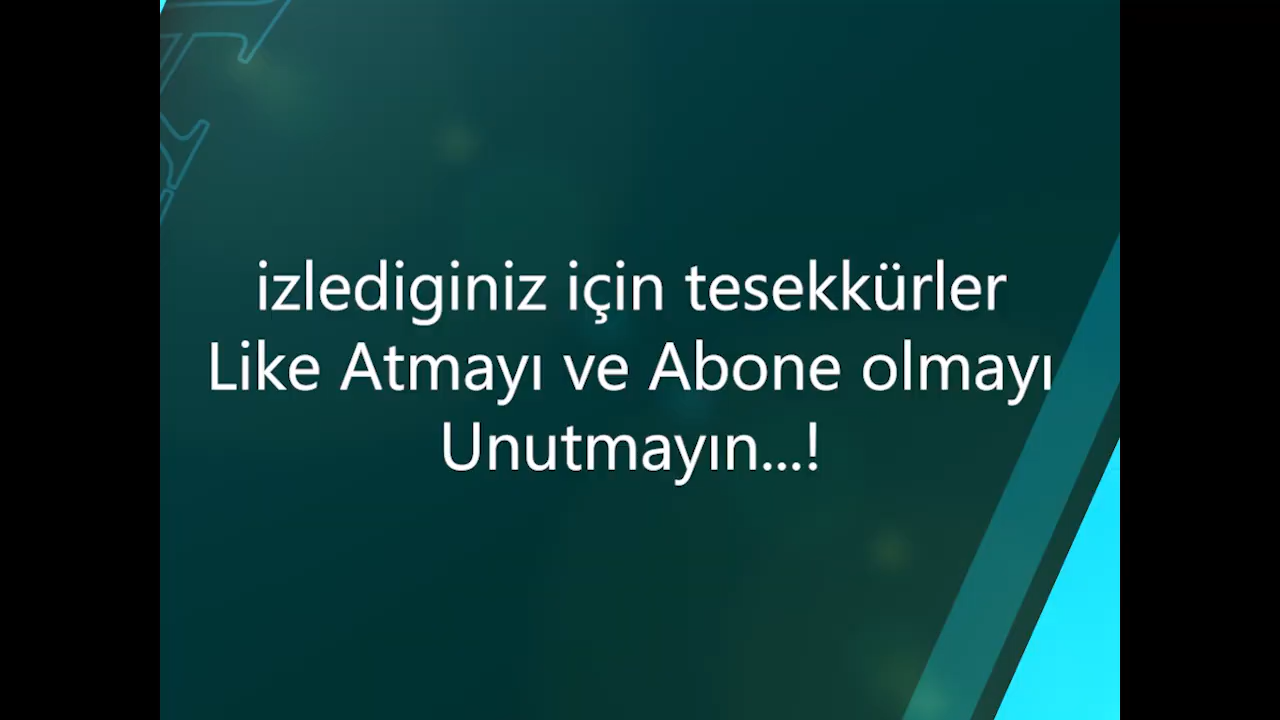 izlediginiz için tesekkürler
Like Atmayı ve Abone olmayı
Unutmayın...!